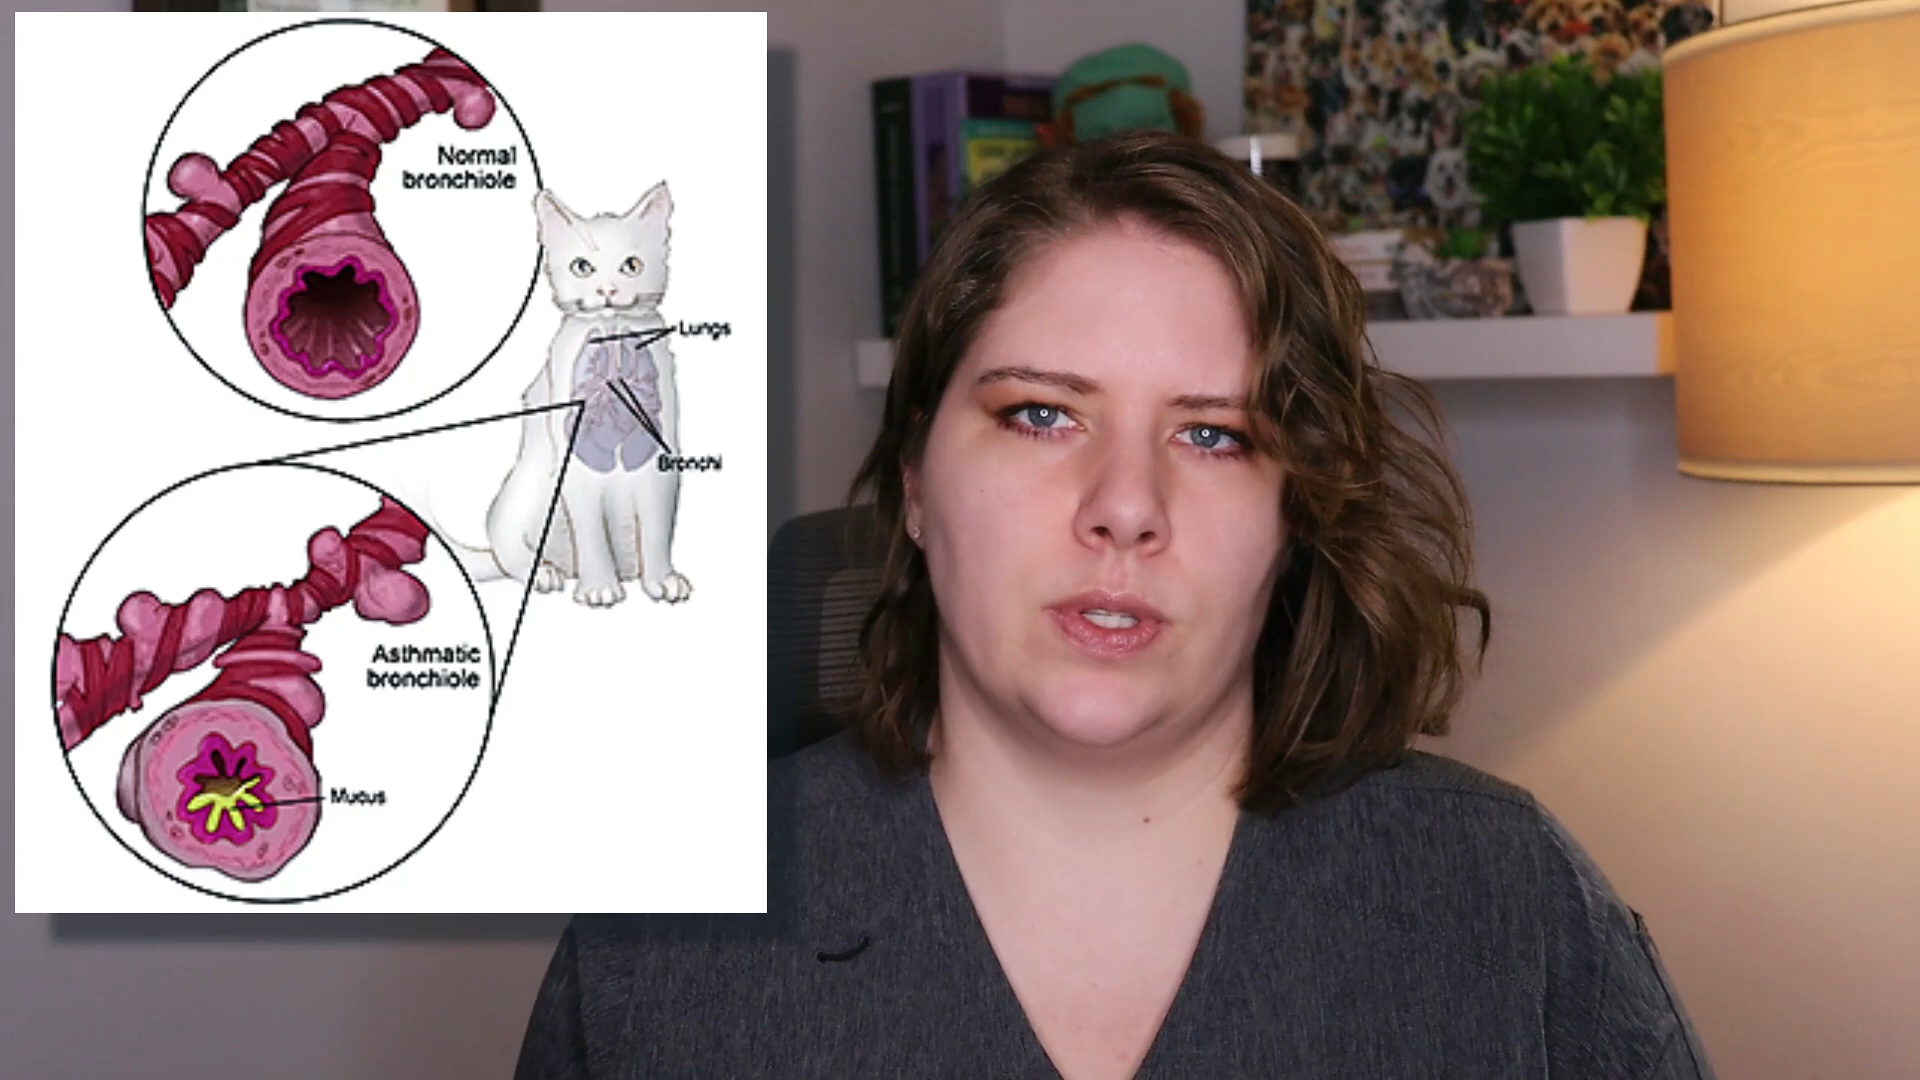 Normal
bronchiole
Lungs
Bronchi
Asthmatic
bronchiole
Mucus